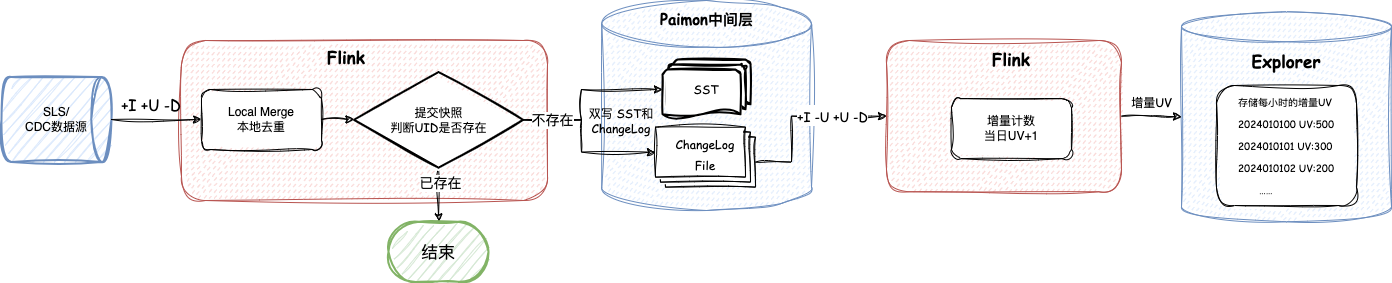 SLS/
CDC数据源
+I +U -D
Flink
Local Merge
本地去重
提交快照
判断UID是否存在
已存在
结束
不存在
Paimon中间层
SST
双写 SST和
ChangeLog
ChangeLog
File
+I -U +U -D
Flink
增量计数
当日UV+1
增量UV
Explorer
存储每小时的增量UV
2024010100 UV:500
2024010101 UV:300
2024010102 UV:200
......